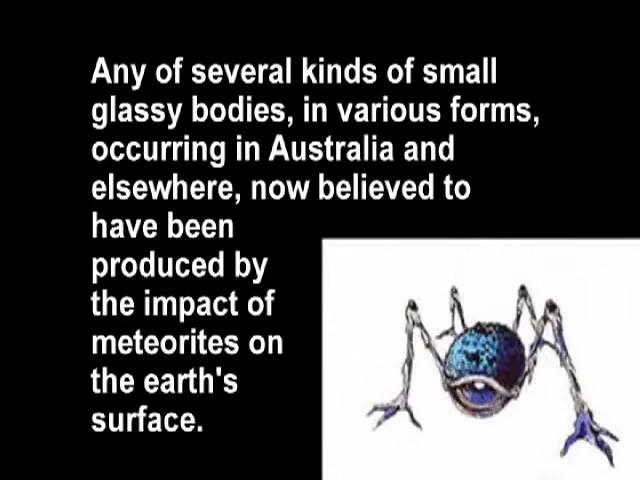 Any of several kinds of small
glassy bodies, in various forms,
occurring in Australia and
elsewhere, now believed to
have been
produced by
the impact of
meteorites on
the earth's
surface.